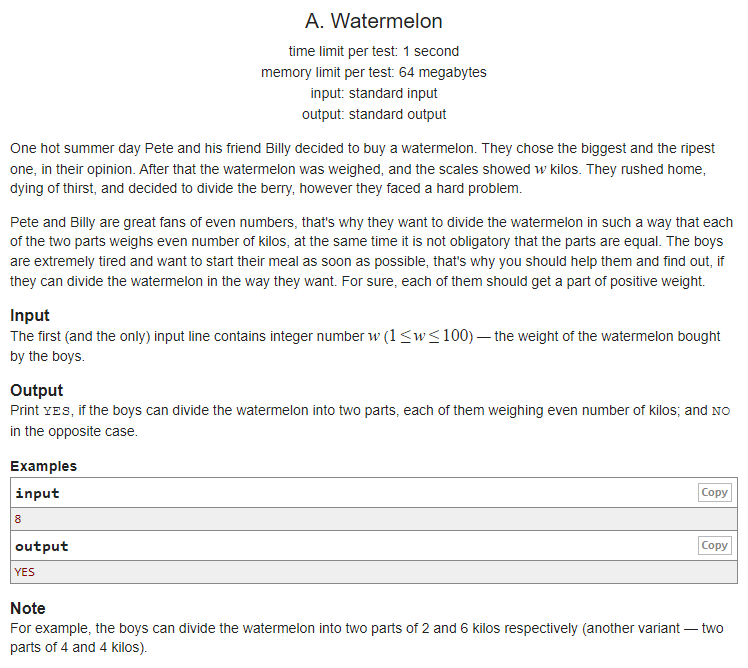 A. Watermelon
time limit per test: 1 second
memory limit per test: 64 megabytes
input: standard input
output: standard output
One hot summer day Pete and his friend Billy decided to buy a watermelon. They chose the biggest and the ripest
one, in their opinion. After that the watermelon was weighed, and the scales showed w kilos. They rushed home,
dying of thirst, and decided to divide the berry, however they faced a hard problem.
Pete and Billy are great fans of even numbers, that's why they want to divide the watermelon in such a way that each
of the two parts weighs even number of kilos, at the same time it is not obligatory that the parts are equal. The boys
are extremely tired and want to start their meal as soon as possible, that's why you should help them and find out, if
they can divide the watermelon in the way they want. For sure, each of them should get a part of positive weight.
Input
The first (and the only) input line contains integer number w (1 ≤ w ≤ 100) — the weight of the watermelon bought
by the boys.
Output
Print YES, if the boys can divide the watermelon into two parts, each of them weighing even number of kilos; and NO
in the opposite case.
Examples
input Copy
8
output Copy
YES
Note
For example, the boys can divide the watermelon into two parts of 2 and 6 kilos respectively (another variant — two
parts of 4 and 4 kilos).